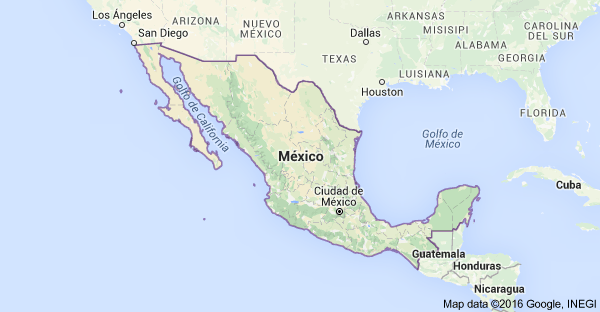 Los Ángeles
ARIZONA
NUEVO
MÉXICO
ARKANSAS
MISISIPI
CAROLINA
DEL SUR
San Diego
Dallas
ALABAMA
GEORGIA
TEXAS
LUISIANA
Houston
FLORIDA
Golfo de California
Golfo de
México
México
Cuba
Ciudad de
México
Guatemala
Honduras
Nicaragua
Map data ©2016 Google, INEGI